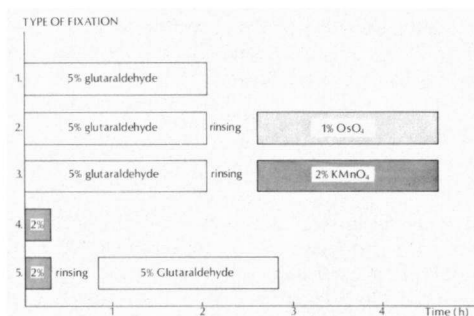 TYPE OF FIXATION
1. 5% glutaraldehyde
2. 5% glutaraldehyde rinsing 1% OsO₄
3. 5% glutaraldehyde rinsing 2% KMnO₄
4. 2%
5. 2% rinsing 5% Glutaraldehyde
1 2 3 4 Time (h)